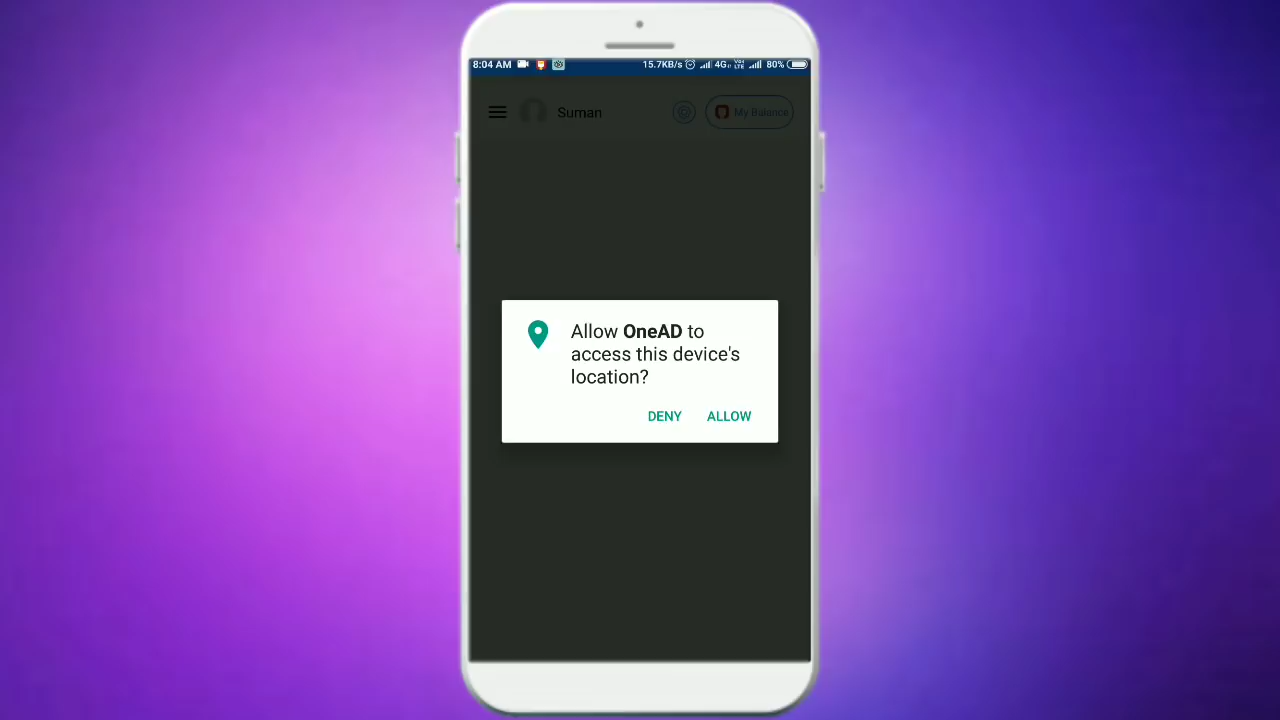 8:04 AM 15.7KB/s 4G 80%
Suman My Balance
Allow OneAD to
access this device's
location?
DENY ALLOW